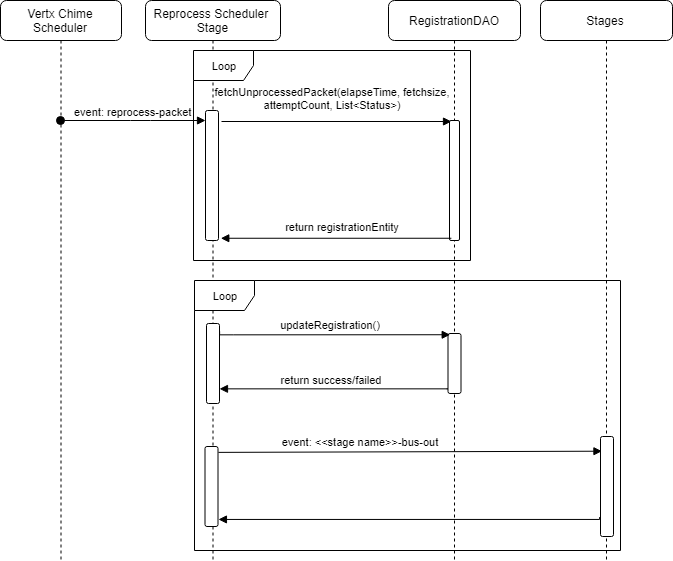 Vertx Chime
Scheduler
Reprocess Scheduler
Stage
RegistrationDAO
Stages
Loop
fetchUnprocessedPacket(elapseTime, fetchsize,
attemptCount, List<Status>)
event: reprocess-packet
return registrationEntity
Loop
updateRegistration()
return success/failed
event: <<stage name>>-bus-out